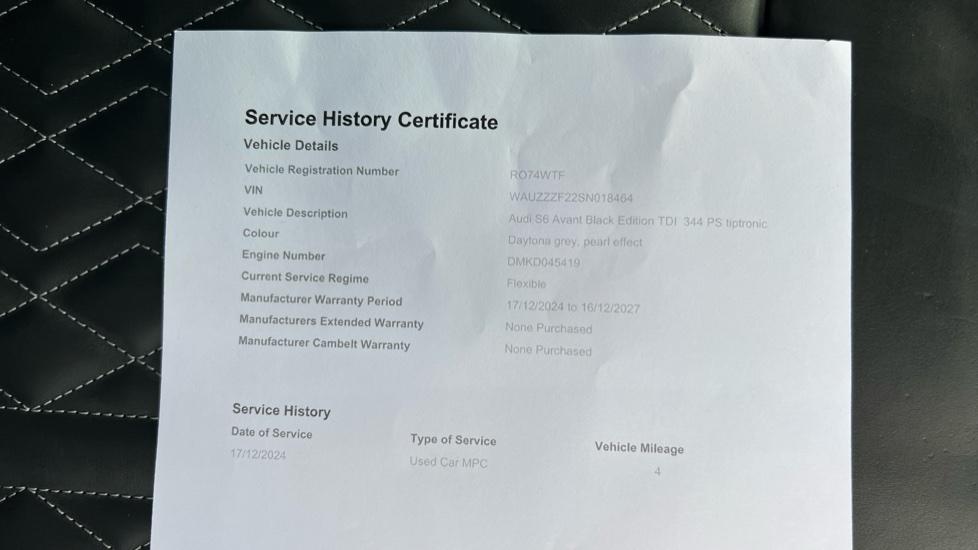 Service History Certificate
Vehicle Details
Vehicle Registration Number RO74WTF
VIN WAUZZZF22SN018464
Vehicle Description Audi S6 Avant Black Edition TDI 344 PS tiptronic
Colour Daytona grey, pearl effect
Engine Number DMKD045419
Current Service Regime Flexible
Manufacturer Warranty Period 17/12/2024 to 16/12/2027
Manufacturers Extended Warranty None Purchased
Manufacturer Cambelt Warranty None Purchased
Service History
Date of Service Type of Service Vehicle Mileage
17/12/2024 Used Car MPC 4